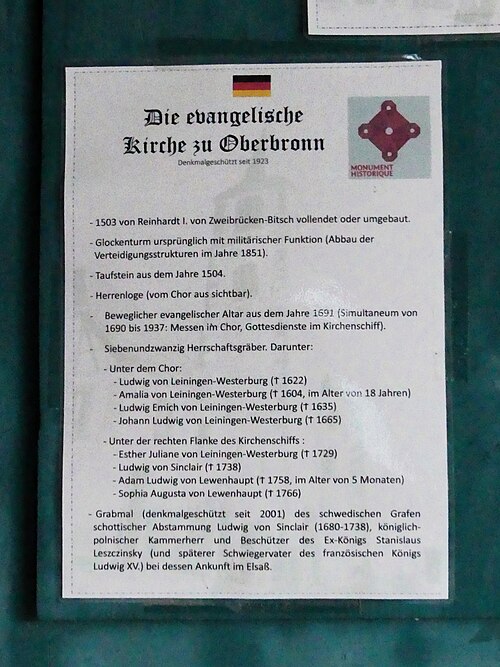 Die evangelische
Kirche zu Oberbronn
Denkmalgeschützt seit 1923
MONUMENT
HISTORIQUE
- 1503 von Reinhardt I. von Zweibrücken-Bitsch vollendet oder umgebaut.
- Glockenturm ursprünglich mit militärischer Funktion (Abbau der
Verteidigungsstrukturen im Jahre 1851).
- Taufstein aus dem Jahre 1504.
- Herrenloge (vom Chor aus sichtbar).
- Beweglicher evangelischer Altar aus dem Jahre 1691 (Simultaneum von
1690 bis 1937: Messen im Chor, Gottesdienste im Kirchenschiff).
- Siebenundzwanzig Herrschaftsgräber. Darunter:
- Unter dem Chor:
- Ludwig von Leiningen-Westerburg († 1622)
- Amalia von Leiningen-Westerburg († 1604, im Alter von 18 Jahren)
- Ludwig Emich von Leiningen-Westerburg († 1635)
- Johann Ludwig von Leiningen-Westerburg († 1665)
- Unter der rechten Flanke des Kirchenschiffs :
- Esther Juliane von Leiningen-Westerburg († 1729)
- Ludwig von Sinclair († 1738)
- Adam Ludwig von Lewenhaupt († 1758, im Alter von 5 Monaten)
- Sophia Augusta von Lewenhaupt († 1766)
- Grabmal (denkmalgeschützt seit 2001) des schwedischen Grafen
schottischer Abstammung Ludwig von Sinclair (1680-1738), königlich-
polnischer Kammerherr und Beschützer des Ex-Königs Stanislaus
Leszczinsky (und späterer Schwiegervater des französischen Königs
Ludwig XV.) bei dessen Ankunft im Elsaß.